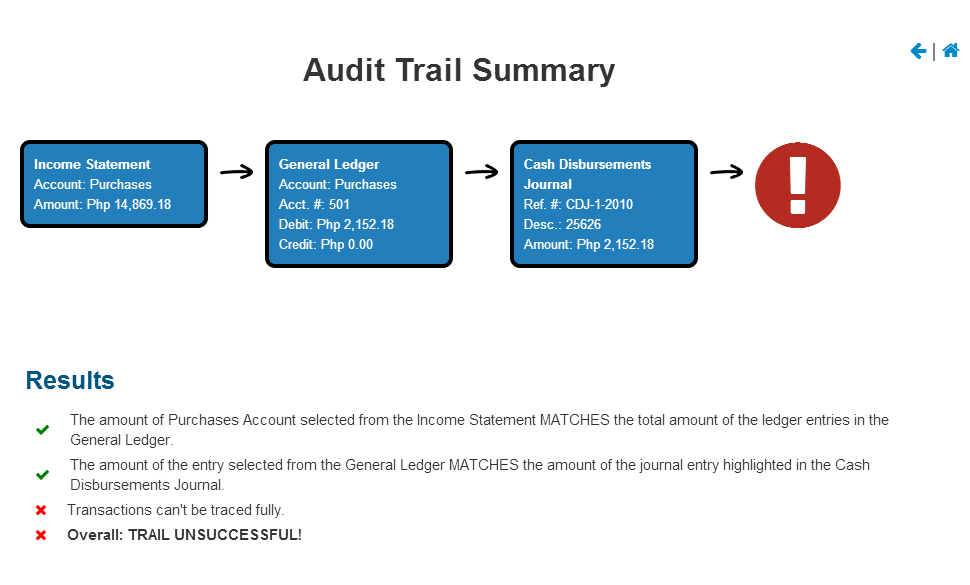 Audit Trail Summary
Income Statement
Account: Purchases
Amount: Php 14,869.18
General Ledger
Account: Purchases
Acct. #: 501
Debit: Php 2,152.18
Credit: Php 0.00
Cash Disbursements
Journal
Ref. #: CDJ-1-2010
Desc.: 25626
Amount: Php 2,152.18
Results
The amount of Purchases Account selected from the Income Statement MATCHES the total amount of the ledger entries in the
General Ledger.
The amount of the entry selected from the General Ledger MATCHES the amount of the journal entry highlighted in the Cash
Disbursements Journal.
Transactions can't be traced fully.
Overall: TRAIL UNSUCCESSFUL!